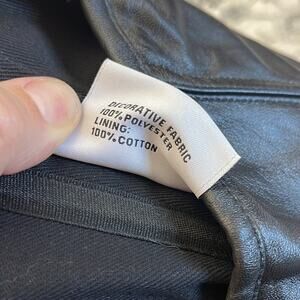 DECORATIVE FABRIC
100% POLYESTER
LINING:
100% COTTON